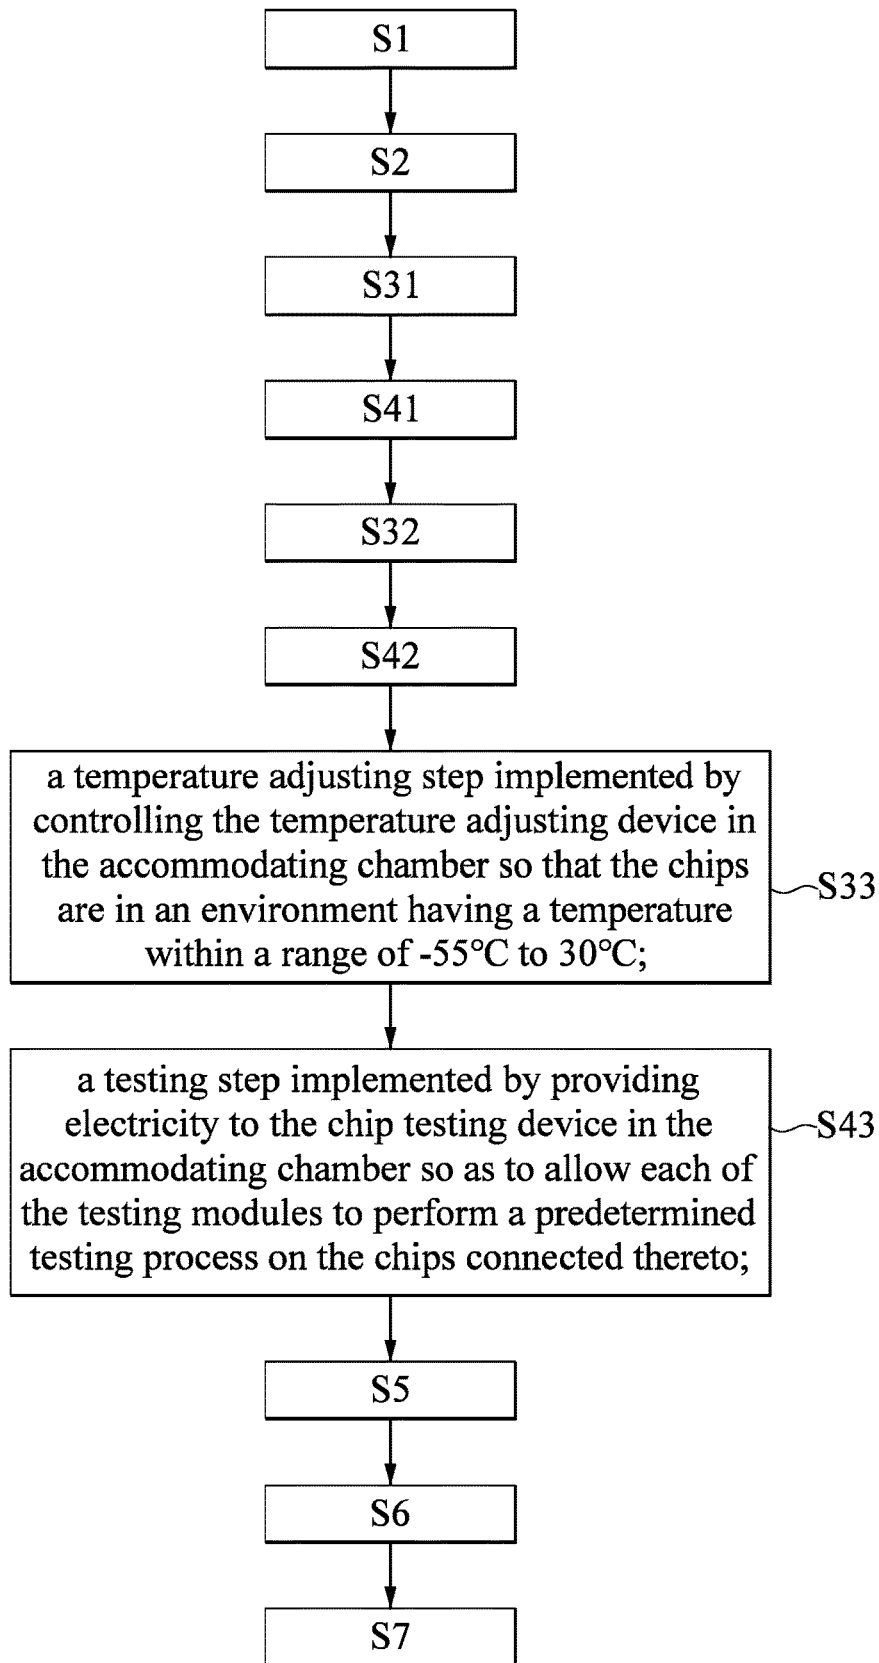 S1
S2
S31
S41
S32
S42
a temperature adjusting step implemented by
controlling the temperature adjusting device in
the accommodating chamber so that the chips
are in an environment having a temperature
within a range of -55°C to 30°C;
S33
a testing step implemented by providing
electricity to the chip testing device in the
accommodating chamber so as to allow each of
the testing modules to perform a predetermined
testing process on the chips connected thereto;
S43
S5
S6
S7